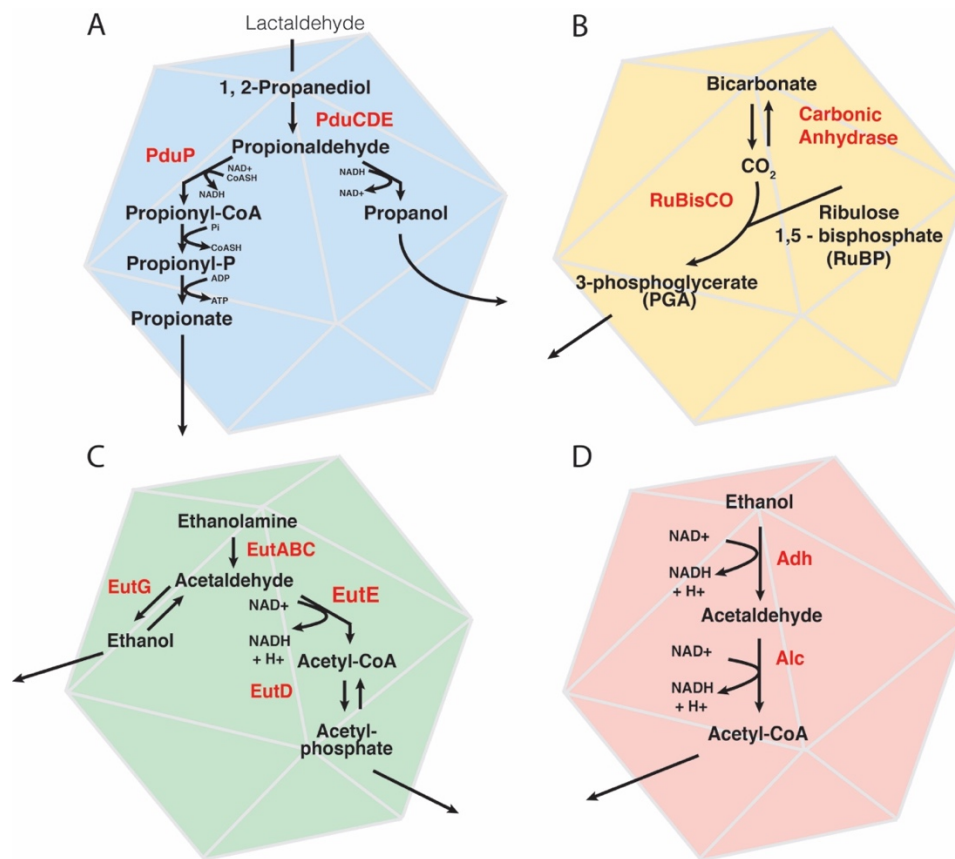 A
Lactaldehyde
1, 2-Propanediol
PduCDE
Propionaldehyde
PduP
NAD+
CoASH
NADH
NADH
NAD+
Propionyl-CoA
Propanol
Pi
CoASH
Propionyl-P
ADP
ATP
Propionate
B
Bicarbonate
Carbonic
Anhydrase
CO₂
RuBisCO
Ribulose
1,5 - bisphosphate
(RuBP)
3-phosphoglycerate
(PGA)
C
Ethanolamine
EutABC
EutG
Acetaldehyde
EutE
NAD+
Ethanol
NADH
+ H+
Acetyl-CoA
EutD
Acetyl-
phosphate
D
Ethanol
NAD+
Adh
NADH
+ H+
Acetaldehyde
NAD+
Alc
NADH
+ H+
Acetyl-CoA